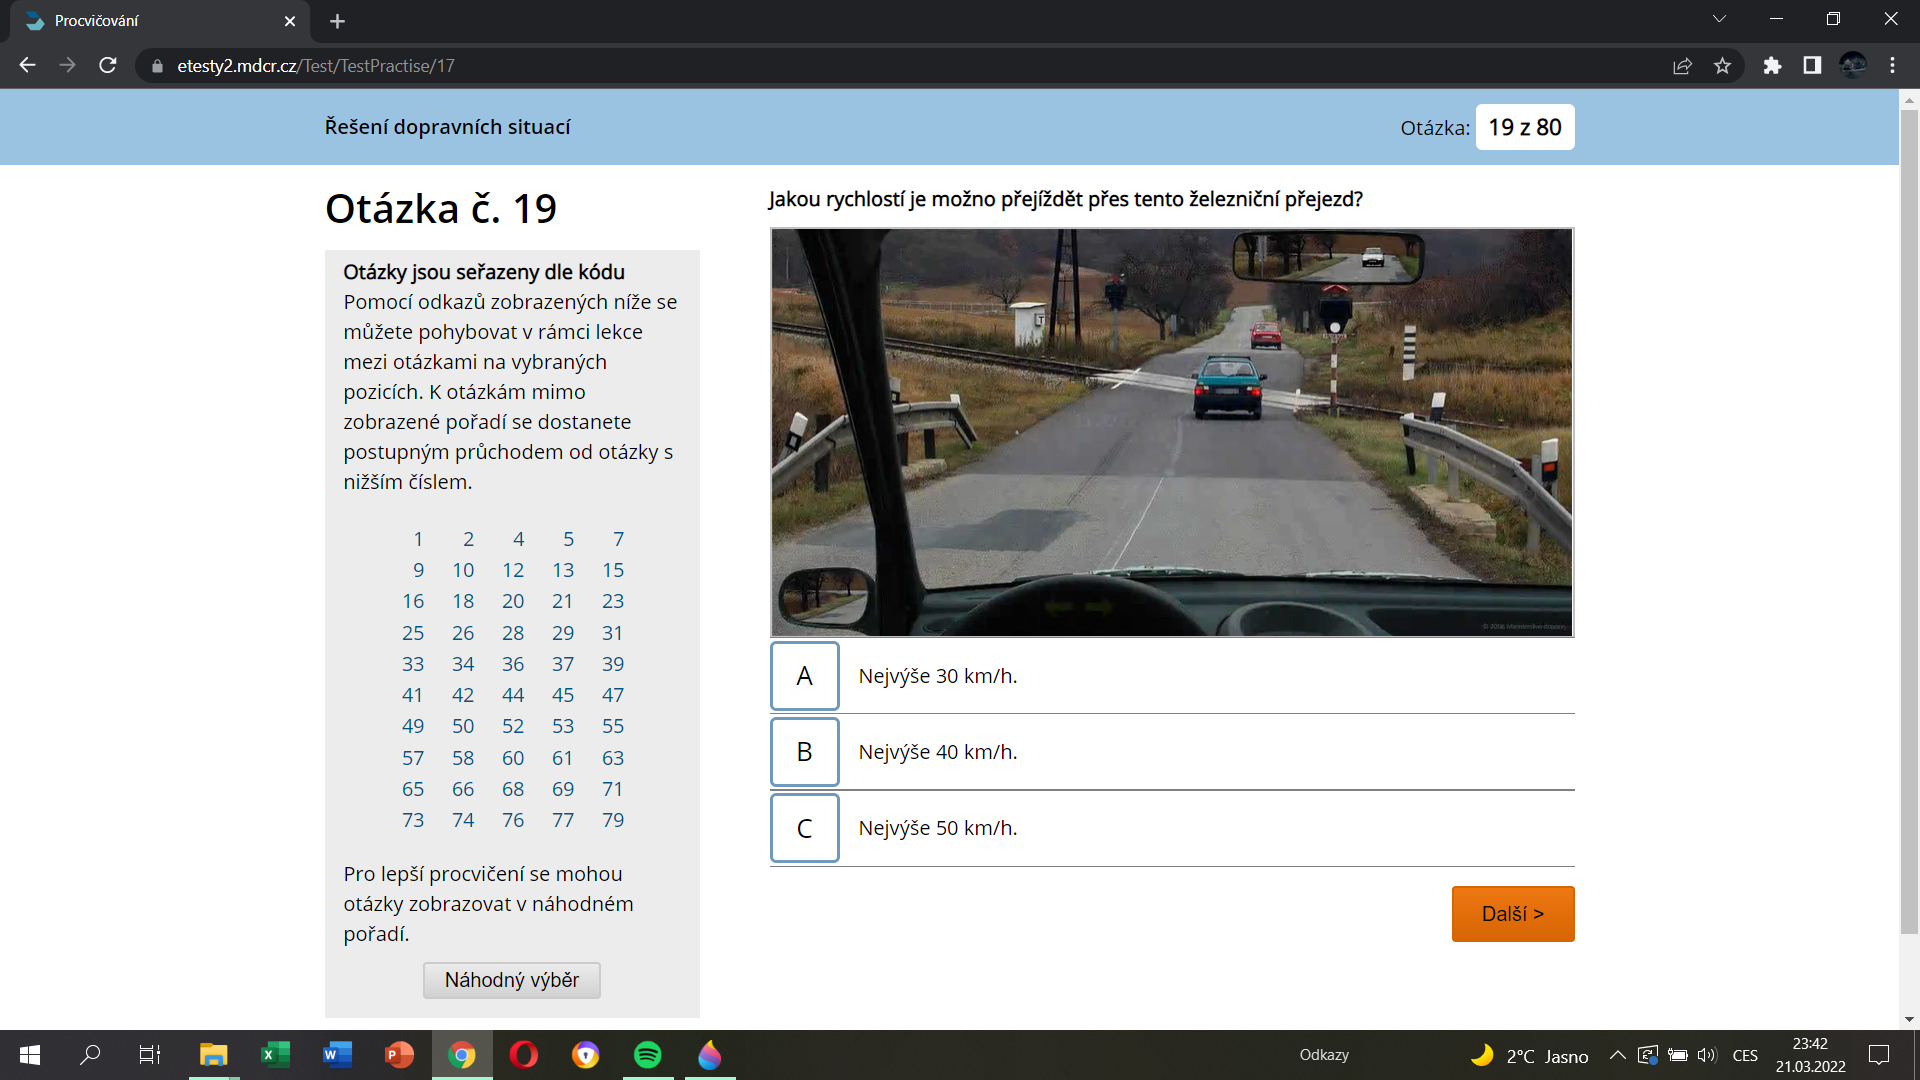 Procvičování
etesty2.mdcr.cz/Test/TestPractise/17
Řešení dopravních situací
Otázka: 19 z 80
Otázka č. 19
Otázky jsou seřazeny dle kódu
Pomocí odkazů zobrazených níže se
můžete pohybovat v rámci lekce
mezi otázkami na vybraných
pozicích. K otázkám mimo
zobrazené pořadí se dostanete
postupným průchodem od otázky s
nižším číslem.
1 2 4 5 7
9 10 12 13 15
16 18 20 21 23
25 26 28 29 31
33 34 36 37 39
41 42 44 45 47
49 50 52 53 55
57 58 60 61 63
65 66 68 69 71
73 74 76 77 79
Pro lepší procvičení se mohou
otázky zobrazovat v náhodném
pořadí.
Náhodný výběr
Jakou rychlostí je možno přejíždět přes tento železniční přejezd?
T
A Nejvýše 30 km/h.
B Nejvýše 40 km/h.
C Nejvýše 50 km/h.
Další >
Odkazy
2°C Jasno
CES
23:42
21.03.2022